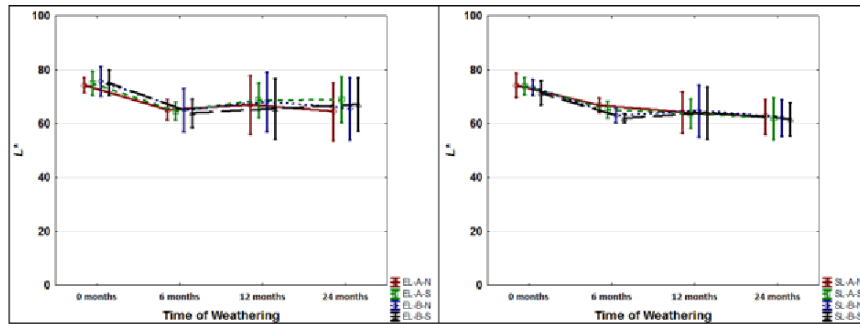 100
80
60
40
20
0
L*
0 months 6 months 12 months 24 months
Time of Weathering
EL-A-N
EL-A-S
EL-B-N
EL-B-S
100
80
60
40
20
0
L*
0 months 6 months 12 months 24 months
Time of Weathering
SL-A-N
SL-A-S
SL-B-N
SL-B-S